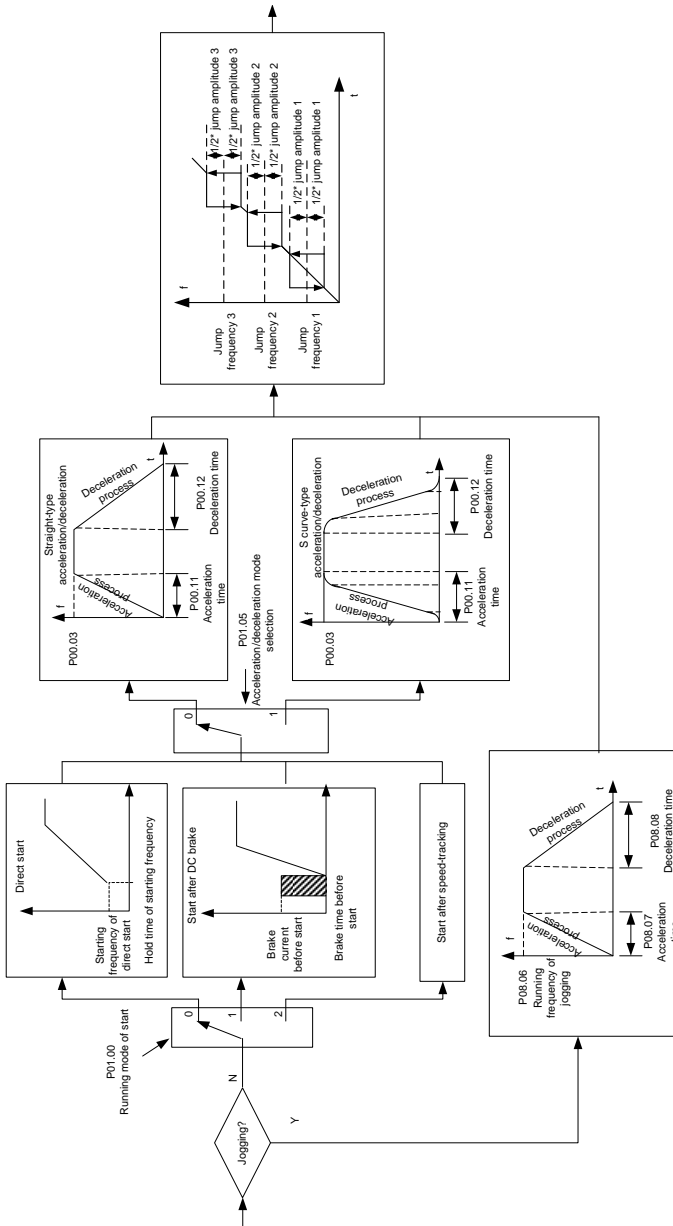 Jogging?
N
Y
P01.00
Running mode of start
0
1
2
Direct start
Starting
frequency of
direct start
Hold time of starting frequency
Start after DC brake
Brake
current
before start
Brake time before
start
Start after speed-tracking
P01.05
Acceleration/deceleration mode
selection
0
1
Straight-type
acceleration/deceleration
f
P00.03
Acceleration
process
Deceleration
process
t
P00.11
Acceleration
time
P00.12
Deceleration time
S curve-type
acceleration/deceleration
f
P00.03
Acceleration
process
Deceleration
process
t
P00.11
Acceleration
time
P00.12
Deceleration time
f
P08.06
Running
frequency of
jogging
Acceleration
process
Deceleration
process
t
P08.07
Acceleration
P08.08
Deceleration time
f
Jump
frequency 3
Jump
frequency 2
Jump
frequency 1
1/2* jump amplitude 3
1/2* jump amplitude 3
1/2* jump amplitude 2
1/2* jump amplitude 2
1/2* jump amplitude 1
1/2* jump amplitude 1
t